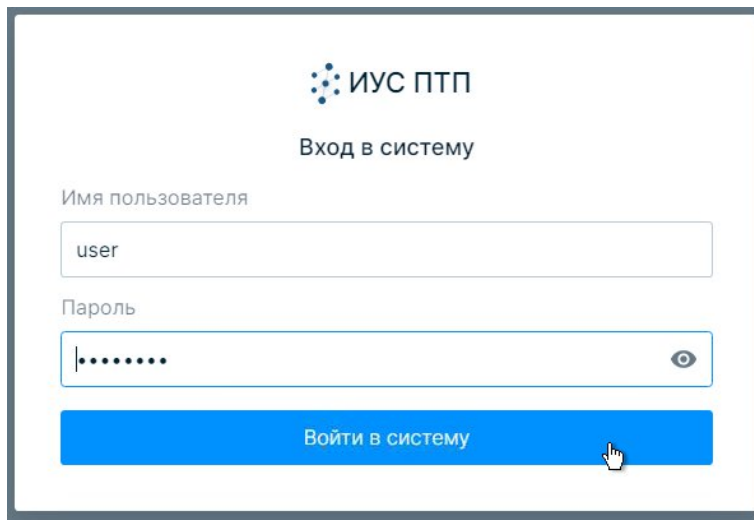 ИУС ПТП
Вход в систему
Имя пользователя
user
Пароль
••••••••
Войти в систему